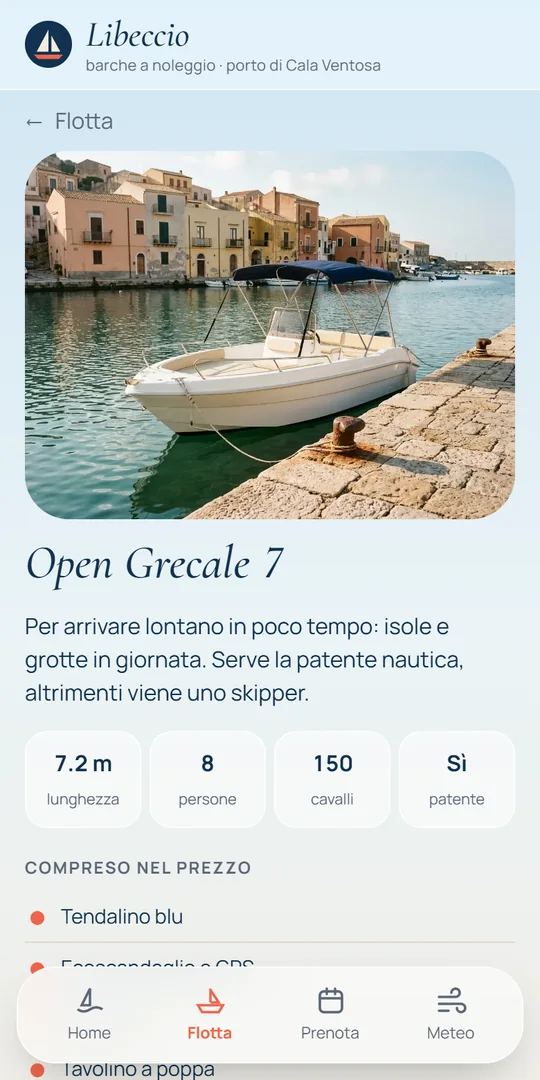 Libeccio
barche a noleggio · porto di Cala Ventosa
← Flotta
Open Grecale 7
Per arrivare lontano in poco tempo: isole e
grotte in giornata. Serve la patente nautica,
altrimenti viene uno skipper.
7.2 m
lunghezza
8
persone
150
cavalli
Sì
patente
COMPRESO NEL PREZZO
Tendalino blu
Ecoscandaglio e GPS
Tavolino a poppa
Home
Flotta
Prenota
Meteo